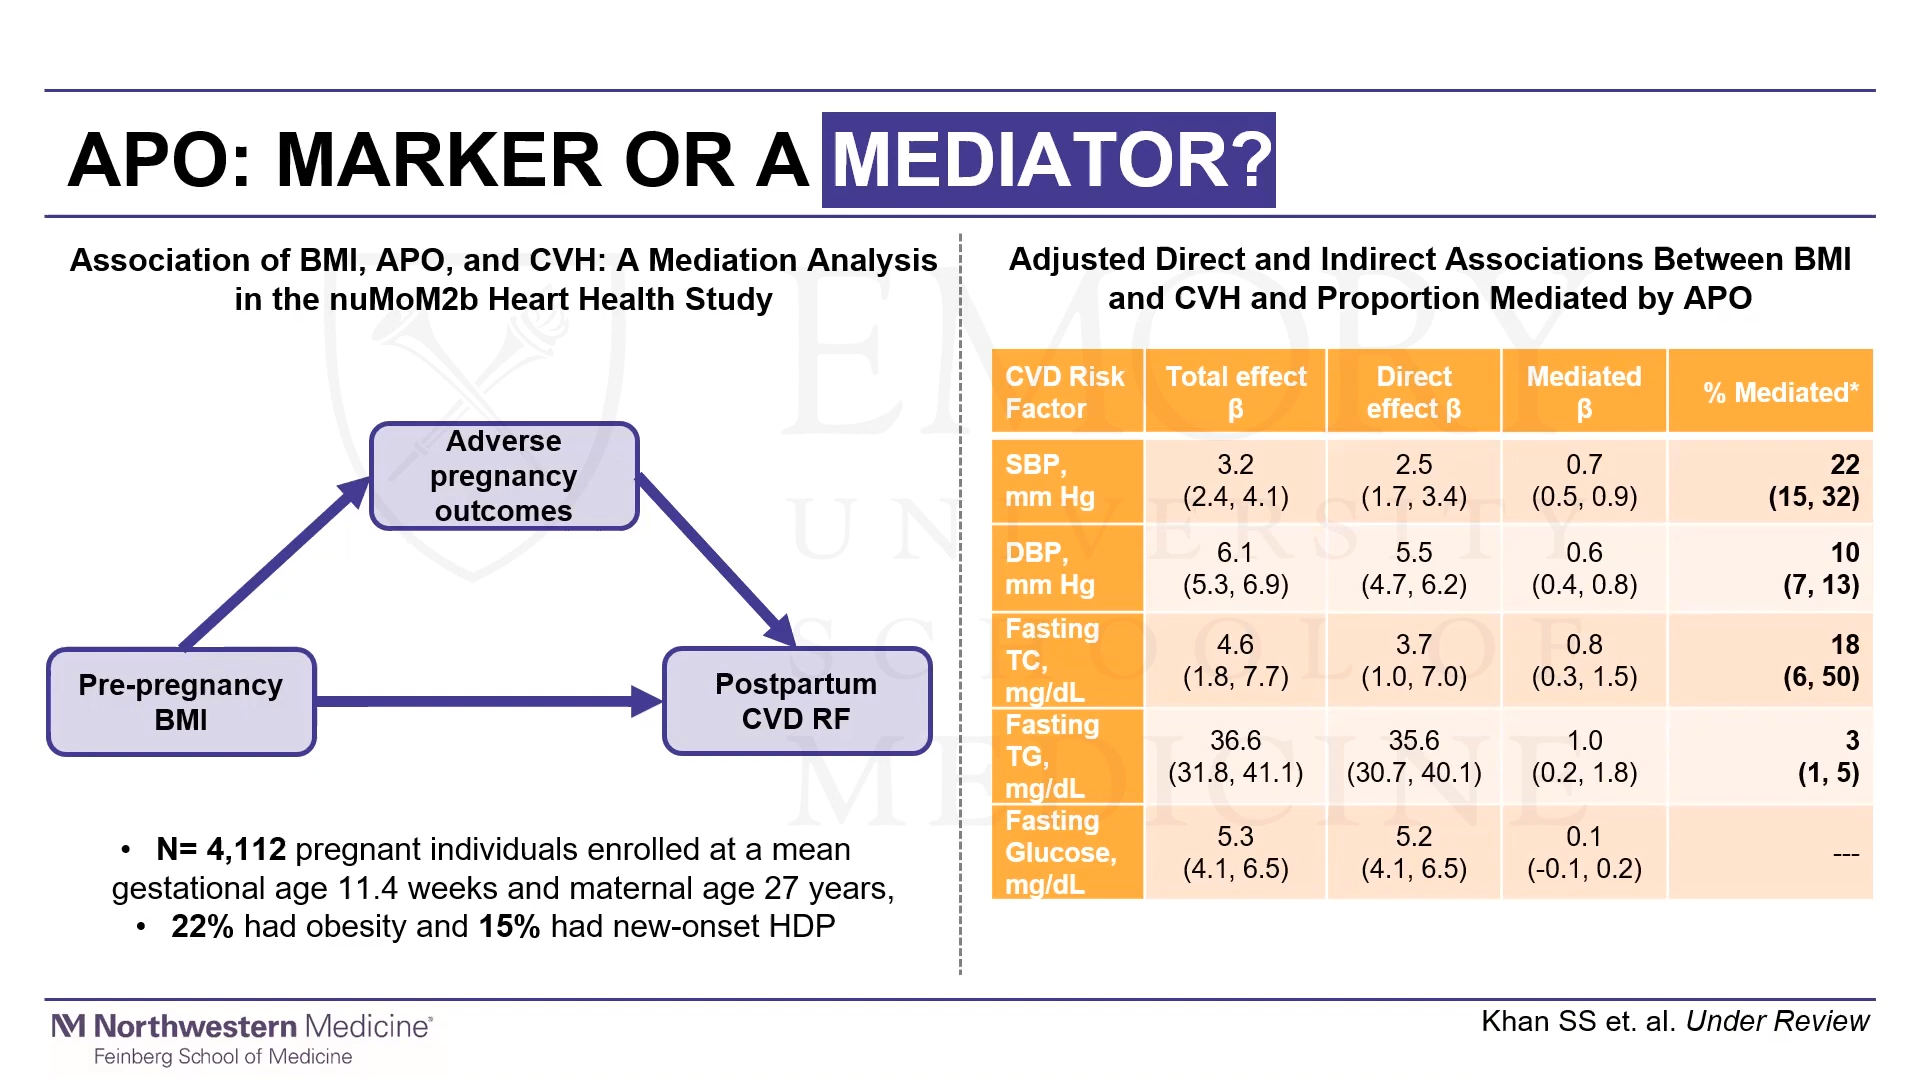 APO: MARKER OR A MEDIATOR?
Association of BMI, APO, and CVH: A Mediation Analysis
in the nuMoM2b Heart Health Study
Adverse
pregnancy
outcomes
Pre-pregnancy
BMI
Postpartum
CVD RF
• N= 4,112 pregnant individuals enrolled at a mean
gestational age 11.4 weeks and maternal age 27 years,
• 22% had obesity and 15% had new-onset HDP
Adjusted Direct and Indirect Associations Between BMI
and CVH and Proportion Mediated by APO
CVD Risk Factor | Total effect β | Direct effect β | Mediated β | % Mediated*
SBP, mm Hg | 3.2 (2.4, 4.1) | 2.5 (1.7, 3.4) | 0.7 (0.5, 0.9) | 22 (15, 32)
DBP, mm Hg | 6.1 (5.3, 6.9) | 5.5 (4.7, 6.2) | 0.6 (0.4, 0.8) | 10 (7, 13)
Fasting TC, mg/dL | 4.6 (1.8, 7.7) | 3.7 (1.0, 7.0) | 0.8 (0.3, 1.5) | 18 (6, 50)
Fasting TG, mg/dL | 36.6 (31.8, 41.1) | 35.6 (30.7, 40.1) | 1.0 (0.2, 1.8) | 3 (1, 5)
Fasting Glucose, mg/dL | 5.3 (4.1, 6.5) | 5.2 (4.1, 6.5) | 0.1 (-0.1, 0.2) | ---
EMORY
UNIVERSITY
SCHOOL OF
MEDICINE
NM Northwestern Medicine®
Feinberg School of Medicine
Khan SS et. al. Under Review